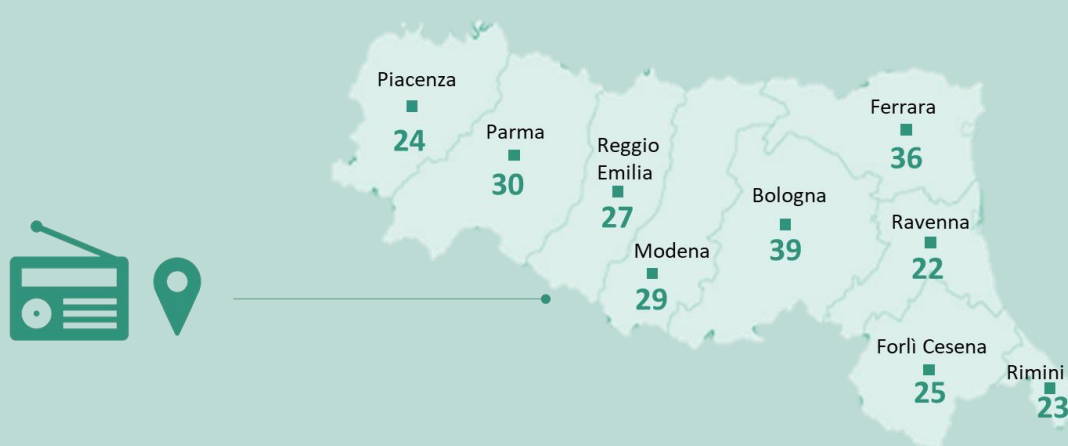 Piacenza
24
Parma
30
Reggio
Emilia
27
Modena
29
Bologna
39
Ferrara
36
Ravenna
22
Forlì Cesena
25
Rimini
23